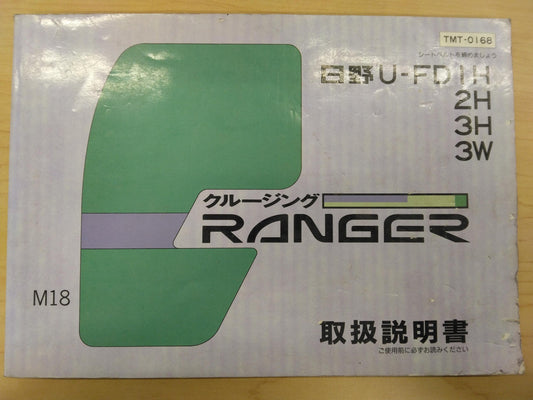 TMT-0168
シートベルトを締めましょう
日野U-FD1H
2H
3H
3W
クルージング
RANGER
M18
取扱説明書
ご使用前に必ずお読みください